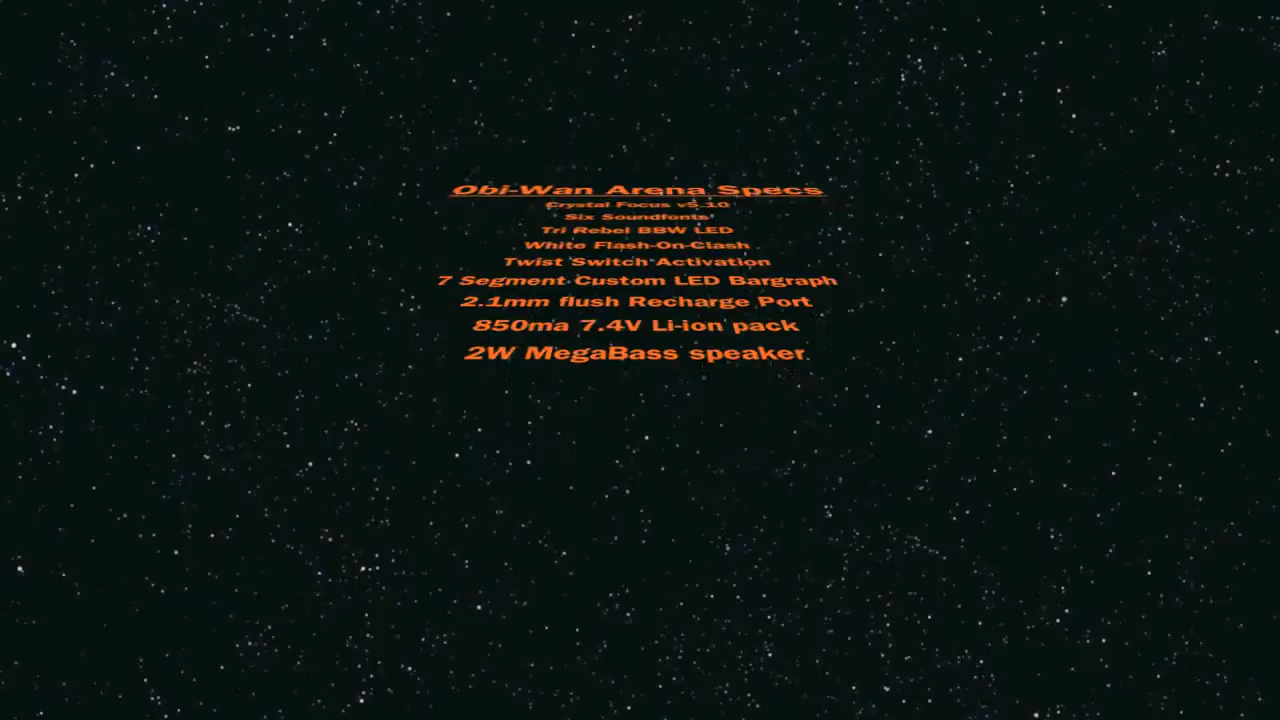 Obi-Wan Arena Specs
Crystal Focus v5.10
Six Soundfonts
Tri Rebel BBW LED
White Flash-On-Clash
Twist Switch Activation
7 Segment Custom LED Bargraph
2.1mm flush Recharge Port
850ma 7.4V Li-ion pack
2W MegaBass speaker